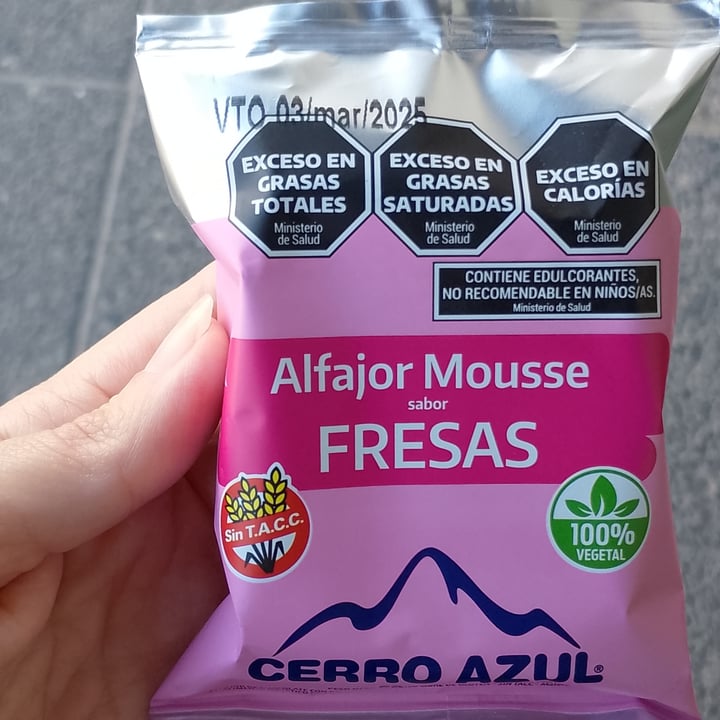 VTO 03/mar/2025
EXCESO EN
GRASAS
TOTALES
Ministerio
de Salud
EXCESO EN
GRASAS
SATURADAS
Ministerio
de Salud
EXCESO EN
CALORÍAS
Ministerio
de Salud
CONTIENE EDULCORANTES,
NO RECOMENDABLE EN NIÑOS/AS.
Ministerio de Salud
Alfajor Mousse
sabor
FRESAS
Sin T.A.C.C.
100%
VEGETAL
CERRO AZUL®